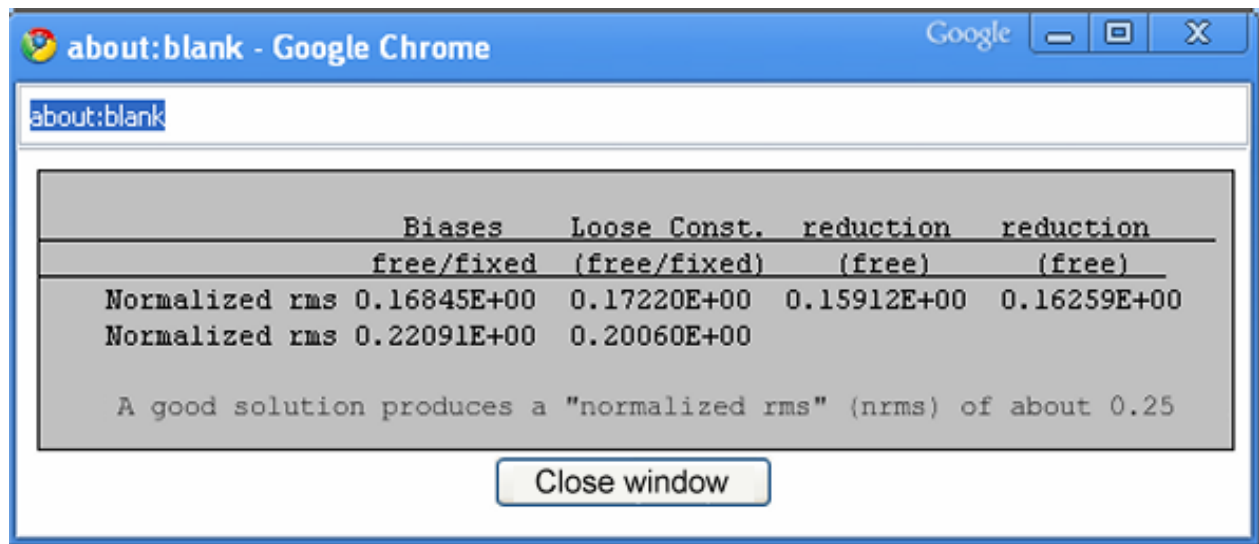 about:blank - Google Chrome
Google
about:blank
Biases Loose Const. reduction reduction
free/fixed (free/fixed) (free) (free)
Normalized rms 0.16845E+00 0.17220E+00 0.15912E+00 0.16259E+00
Normalized rms 0.22091E+00 0.20060E+00
A good solution produces a "normalized rms" (nrms) of about 0.25
Close window